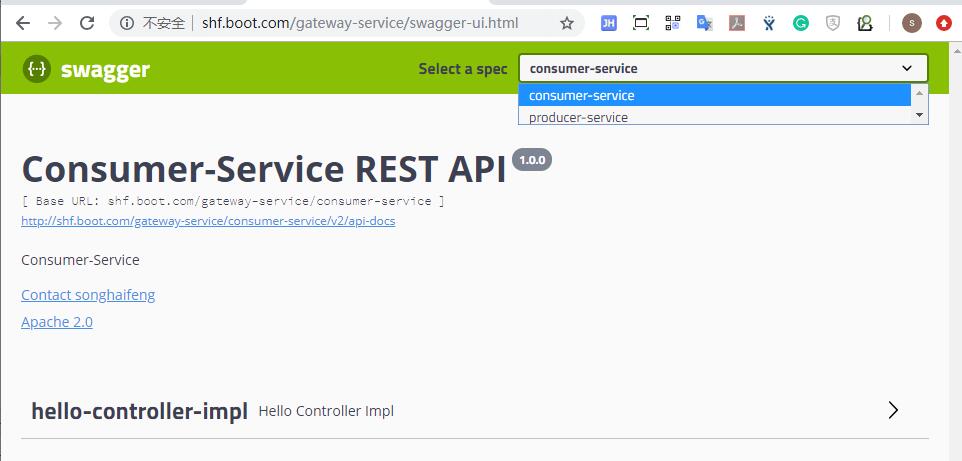 不安全 | shf.boot.com/gateway-service/swagger-ui.html
JH
S
{··} swagger
Select a spec
consumer-service
consumer-service
producer-service
Consumer-Service REST API 1.0.0
[ Base URL: shf.boot.com/gateway-service/consumer-service ]
http://shf.boot.com/gateway-service/consumer-service/v2/api-docs
Consumer-Service
Contact songhaifeng
Apache 2.0
hello-controller-impl Hello Controller Impl